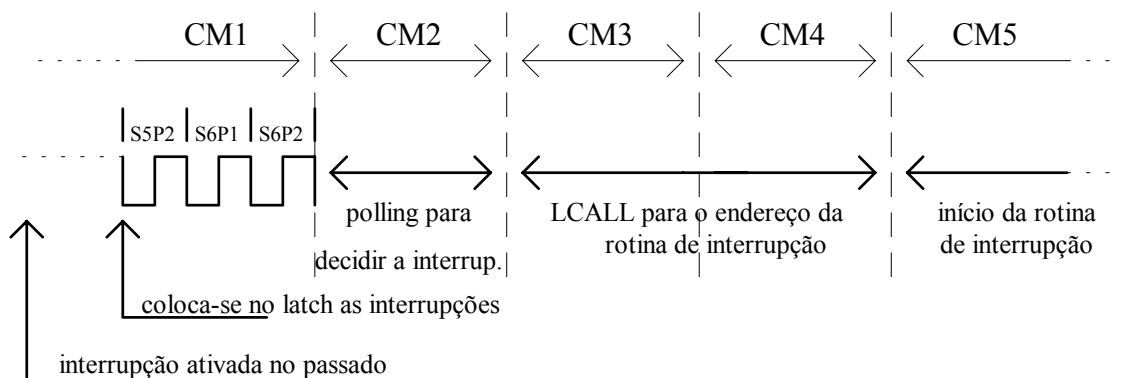 CM1 CM2 CM3 CM4 CM5
S5P2 S6P1 S6P2
polling para
decidir a interrup.
LCALL para o endereço da
rotina de interrupção
início da rotina
de interrupção
coloca-se no latch as interrupções
interrupção ativada no passado